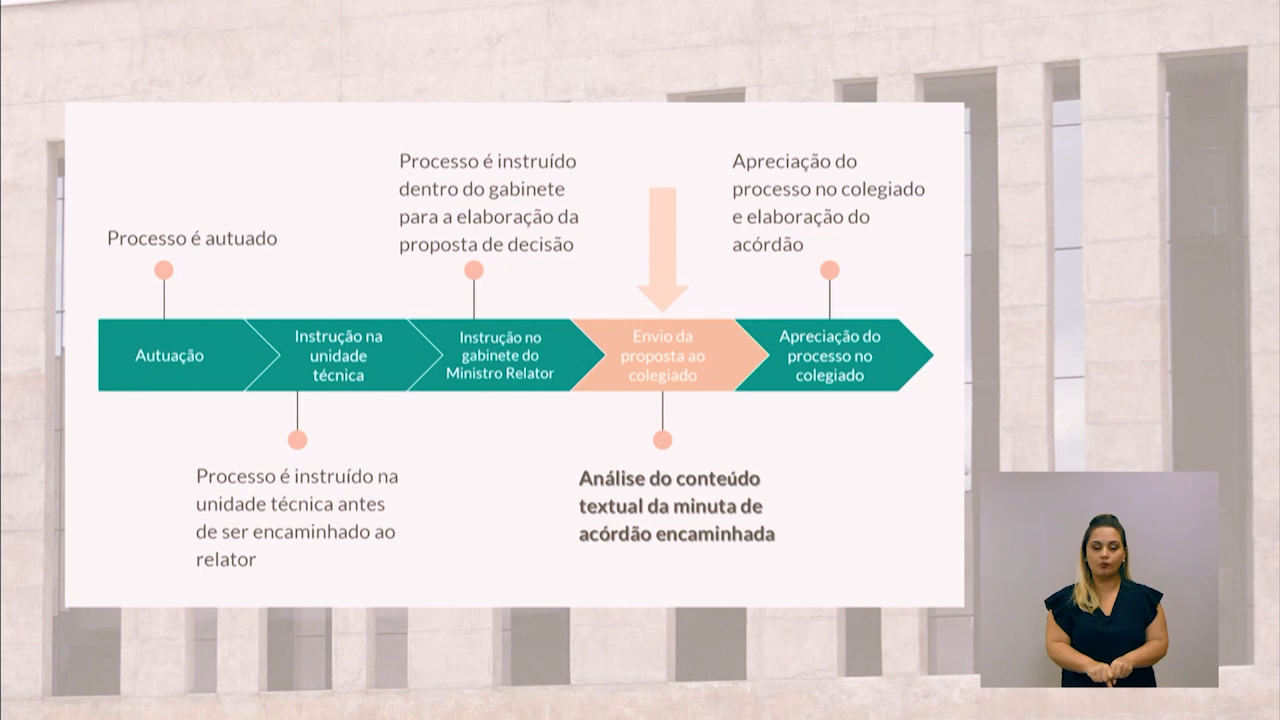 Processo é autuado
Processo é instruído
dentro do gabinete
para a elaboração da
proposta de decisão
Apreciação do
processo no colegiado
e elaboração do
acórdão
Autuação
Instrução na
unidade
técnica
Instrução no
gabinete do
Ministro Relator
Envio da
proposta ao
colegiado
Apreciação do
processo no
colegiado
Processo é instruído na
unidade técnica antes
de ser encaminhado ao
relator
Análise do conteúdo
textual da minuta de
acórdão encaminhada